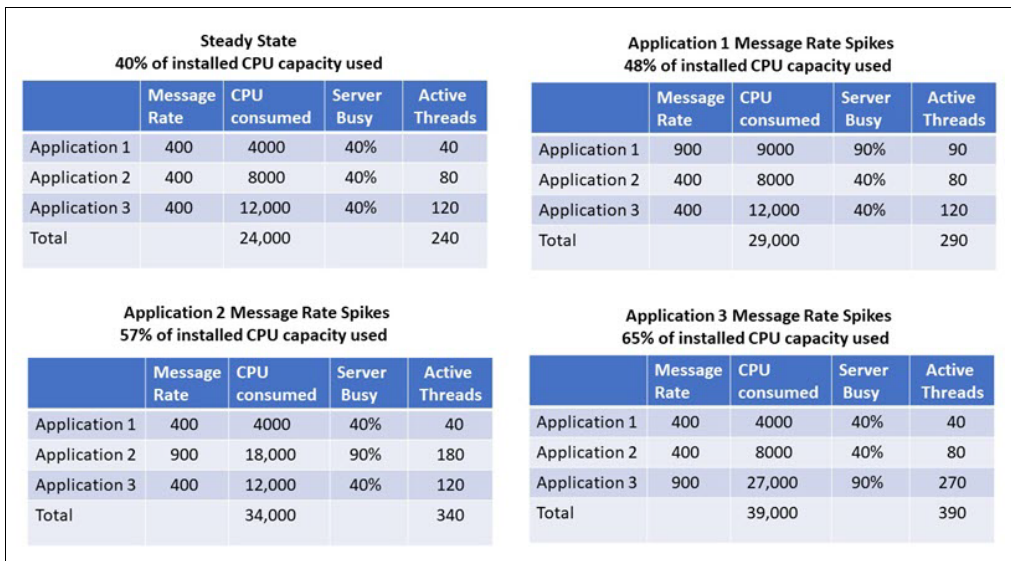 Steady State
40% of installed CPU capacity used
Message Rate CPU consumed Server Busy Active Threads
Application 1 400 4000 40% 40
Application 2 400 8000 40% 80
Application 3 400 12,000 40% 120
Total 24,000 240
Application 1 Message Rate Spikes
48% of installed CPU capacity used
Message Rate CPU consumed Server Busy Active Threads
Application 1 900 9000 90% 90
Application 2 400 8000 40% 80
Application 3 400 12,000 40% 120
Total 29,000 290
Application 2 Message Rate Spikes
57% of installed CPU capacity used
Message Rate CPU consumed Server Busy Active Threads
Application 1 400 4000 40% 40
Application 2 900 18,000 90% 180
Application 3 400 12,000 40% 120
Total 34,000 340
Application 3 Message Rate Spikes
65% of installed CPU capacity used
Message Rate CPU consumed Server Busy Active Threads
Application 1 400 4000 40% 40
Application 2 400 8000 40% 80
Application 3 900 27,000 90% 270
Total 39,000 390